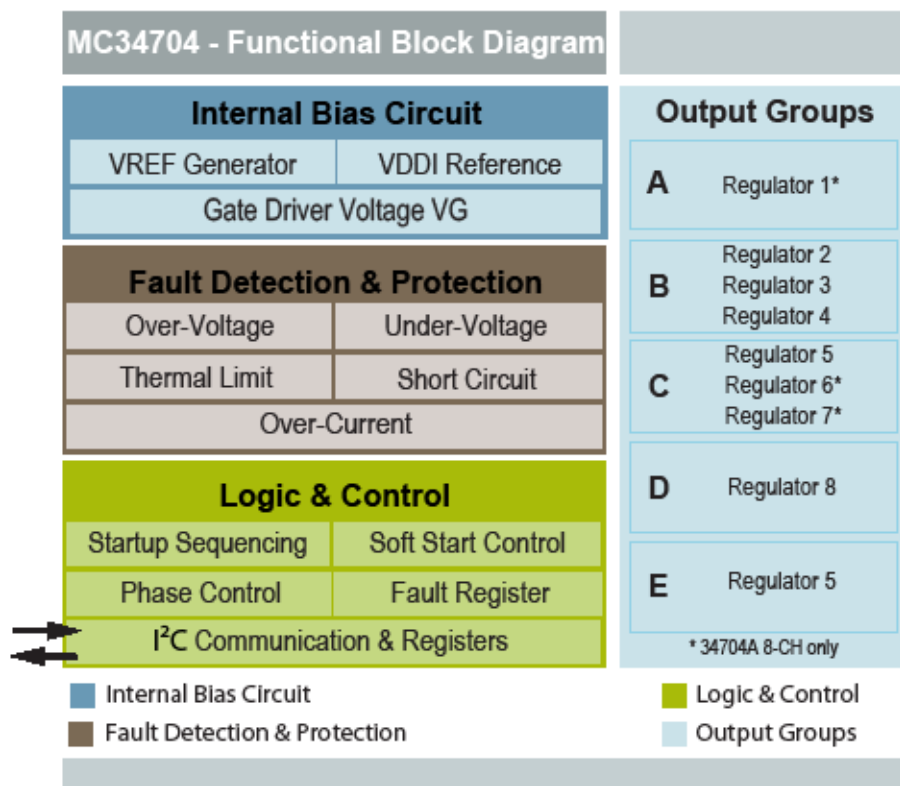 MC34704 - Functional Block Diagram
Internal Bias Circuit
VREF Generator
VDDI Reference
Gate Driver Voltage VG
Fault Detection & Protection
Over-Voltage
Under-Voltage
Thermal Limit
Short Circuit
Over-Current
Logic & Control
Startup Sequencing
Soft Start Control
Phase Control
Fault Register
I²C Communication & Registers
Output Groups
A
Regulator 1*
B
Regulator 2
Regulator 3
Regulator 4
C
Regulator 5
Regulator 6*
Regulator 7*
D
Regulator 8
E
Regulator 5
* 34704A 8-CH only
Internal Bias Circuit
Fault Detection & Protection
Logic & Control
Output Groups